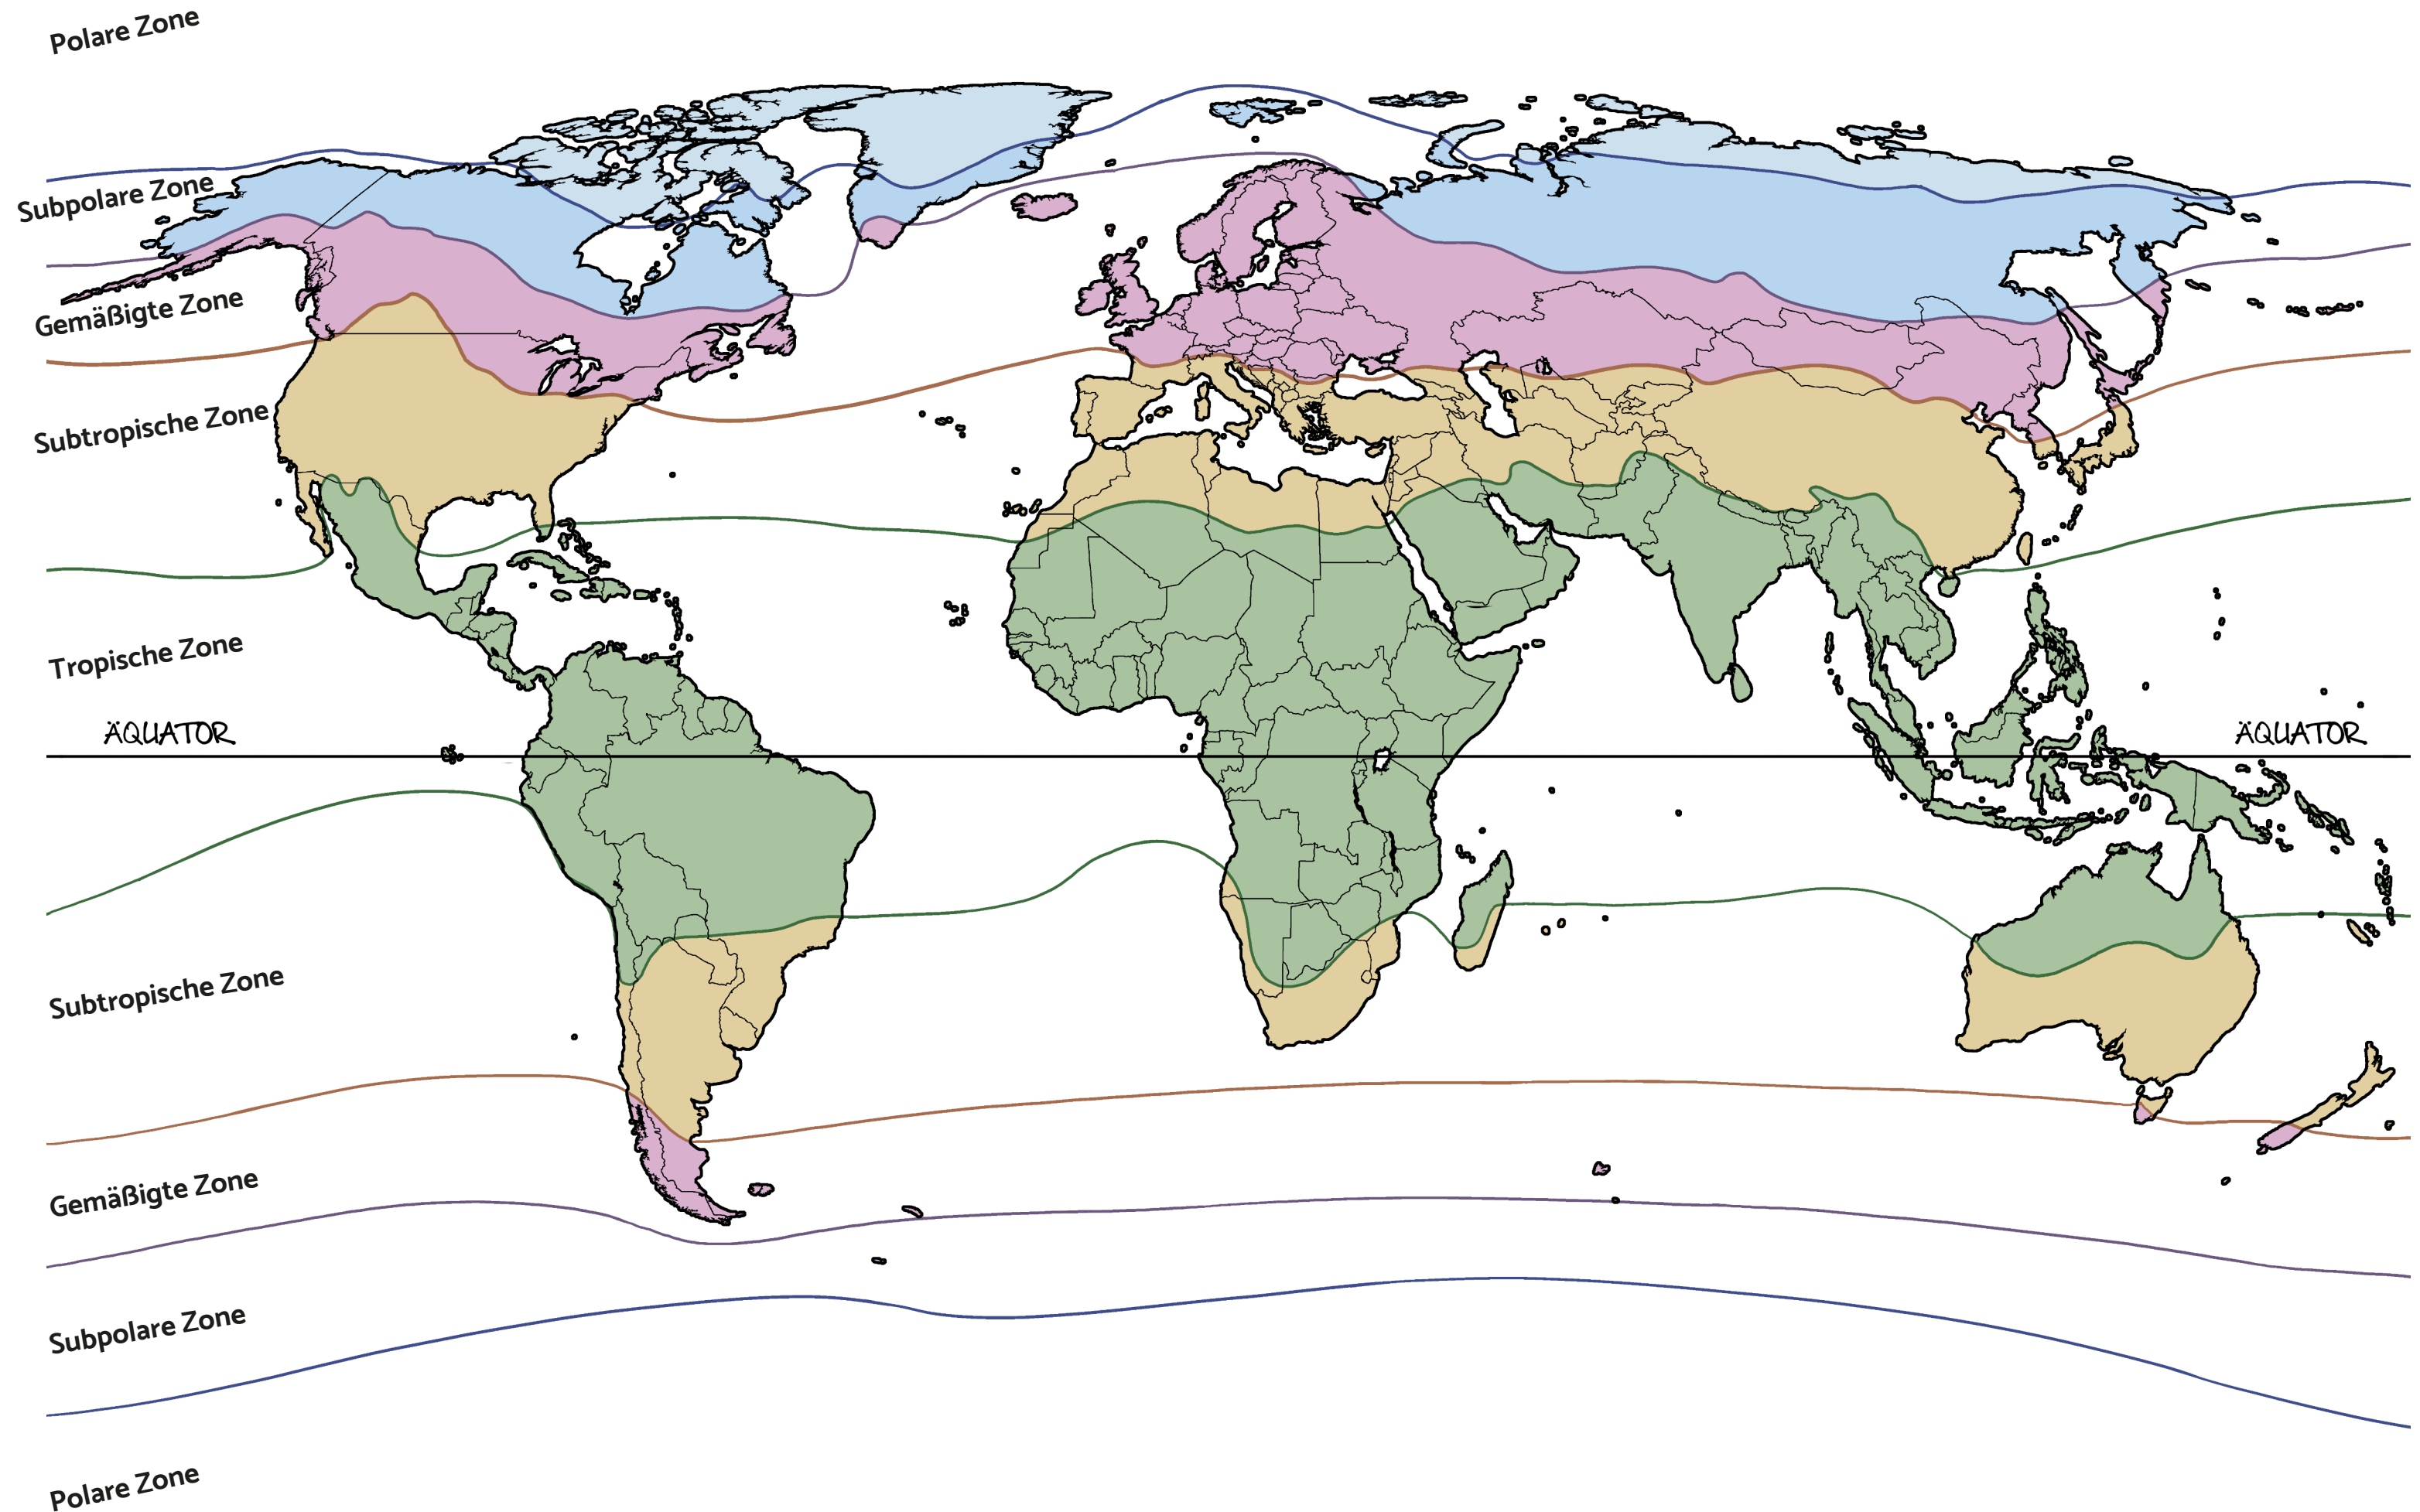 Polare Zone
Subpolare Zone
Gemäßigte Zone
Subtropische Zone
Tropische Zone
ÄQUATOR
ÄQUATOR
Subtropische Zone
Gemäßigte Zone
Subpolare Zone
Polare Zone